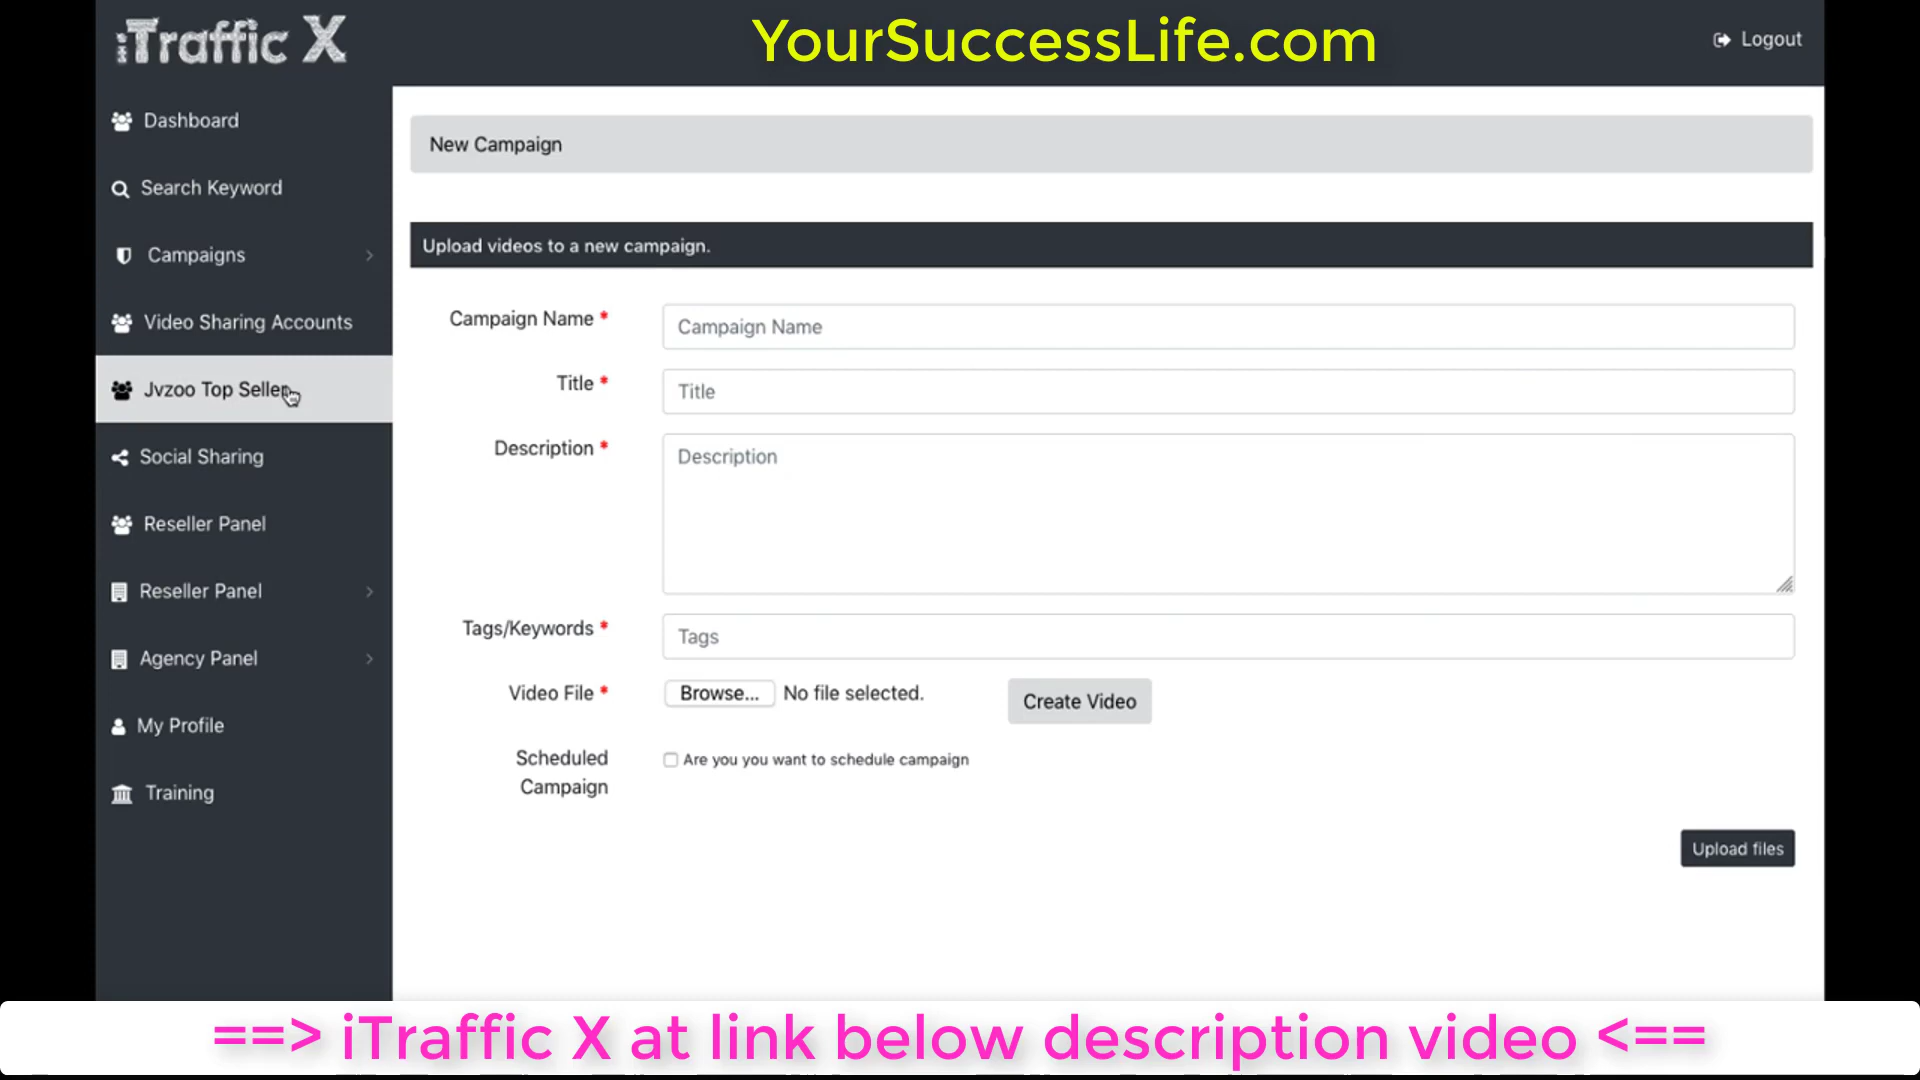 iTraffic X
YourSuccessLife.com
Logout
Dashboard
Search Keyword
Campaigns
Video Sharing Accounts
Jvzoo Top Seller
Social Sharing
Reseller Panel
Reseller Panel
Agency Panel
My Profile
Training
New Campaign
Upload videos to a new campaign.
Campaign Name *
Campaign Name
Title *
Title
Description *
Description
Tags/Keywords *
Tags
Video File *
Browse... No file selected.
Create Video
Scheduled
Campaign
Are you you want to schedule campaign
Upload files
==> iTraffic X at link below description video <==